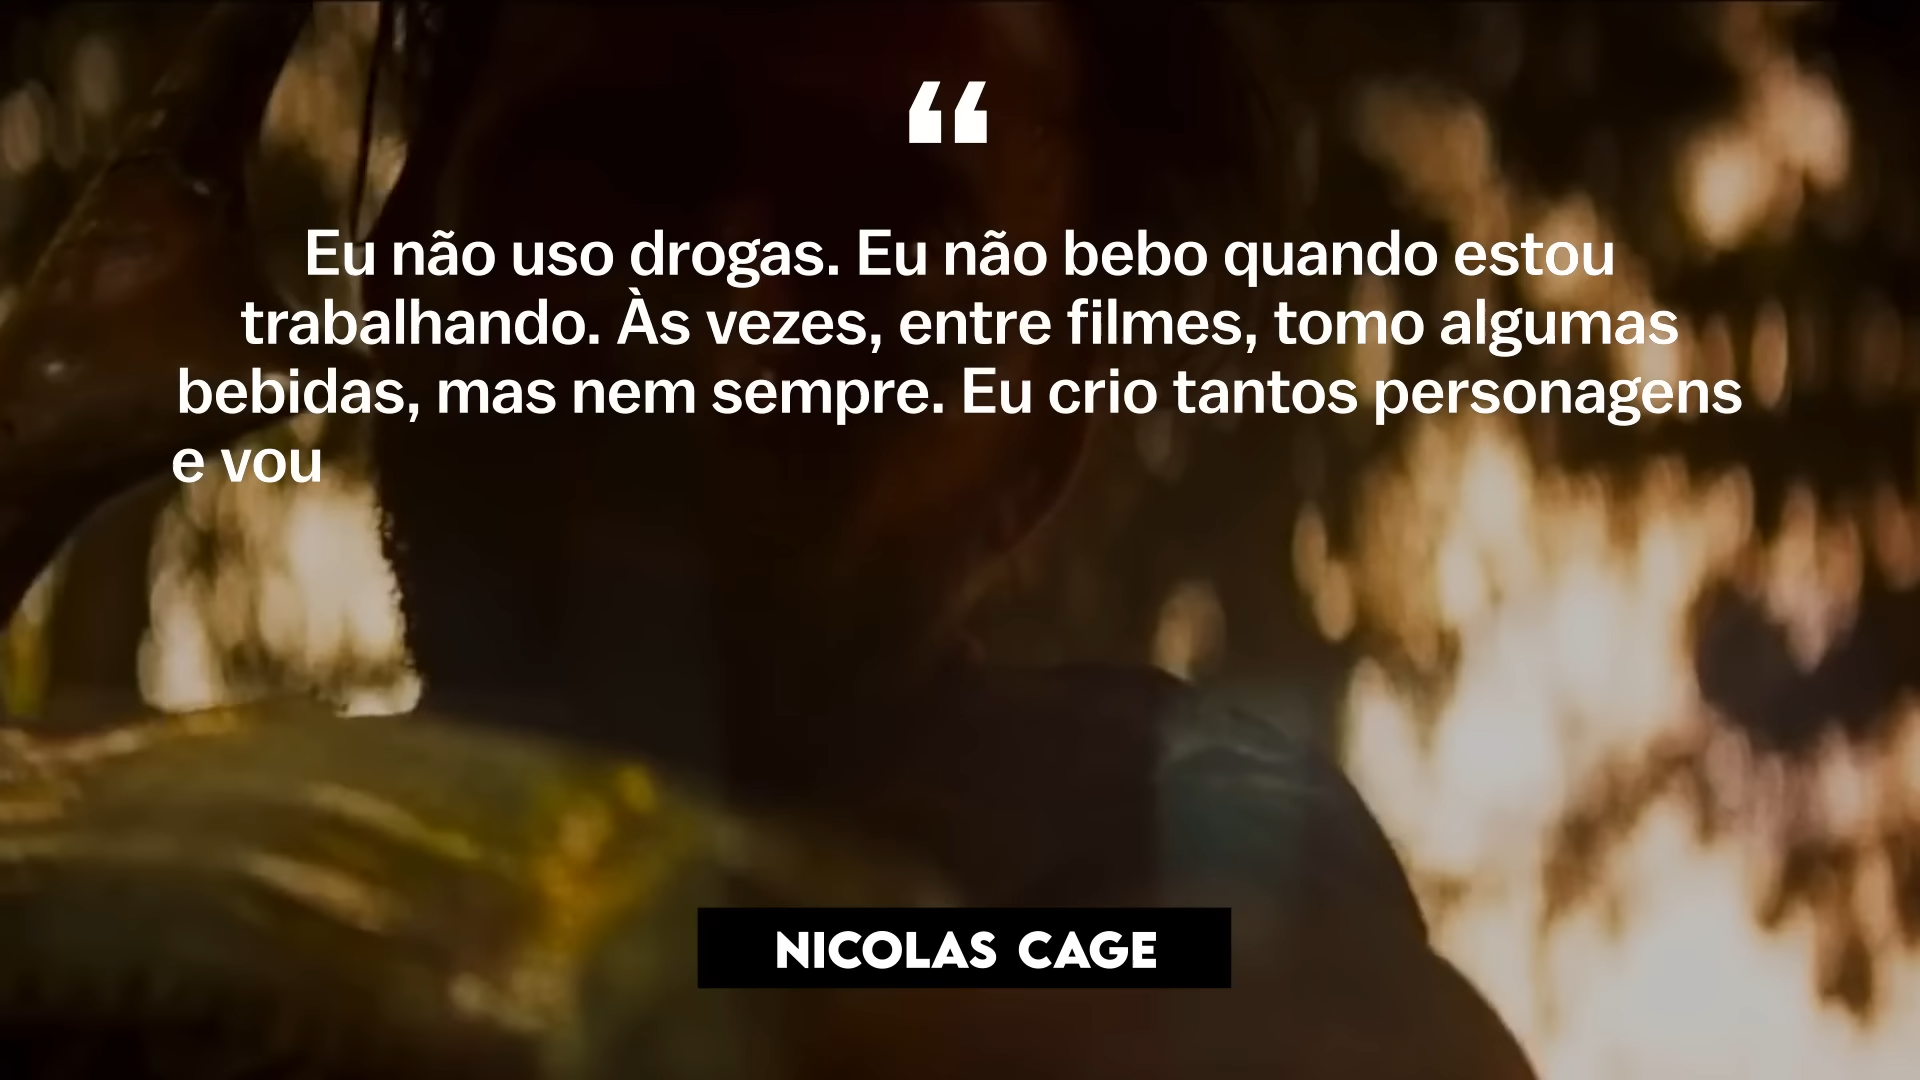 “
Eu não uso drogas. Eu não bebo quando estou
trabalhando. Às vezes, entre filmes, tomo algumas
bebidas, mas nem sempre. Eu crio tantos personagens
e vou
NICOLAS CAGE